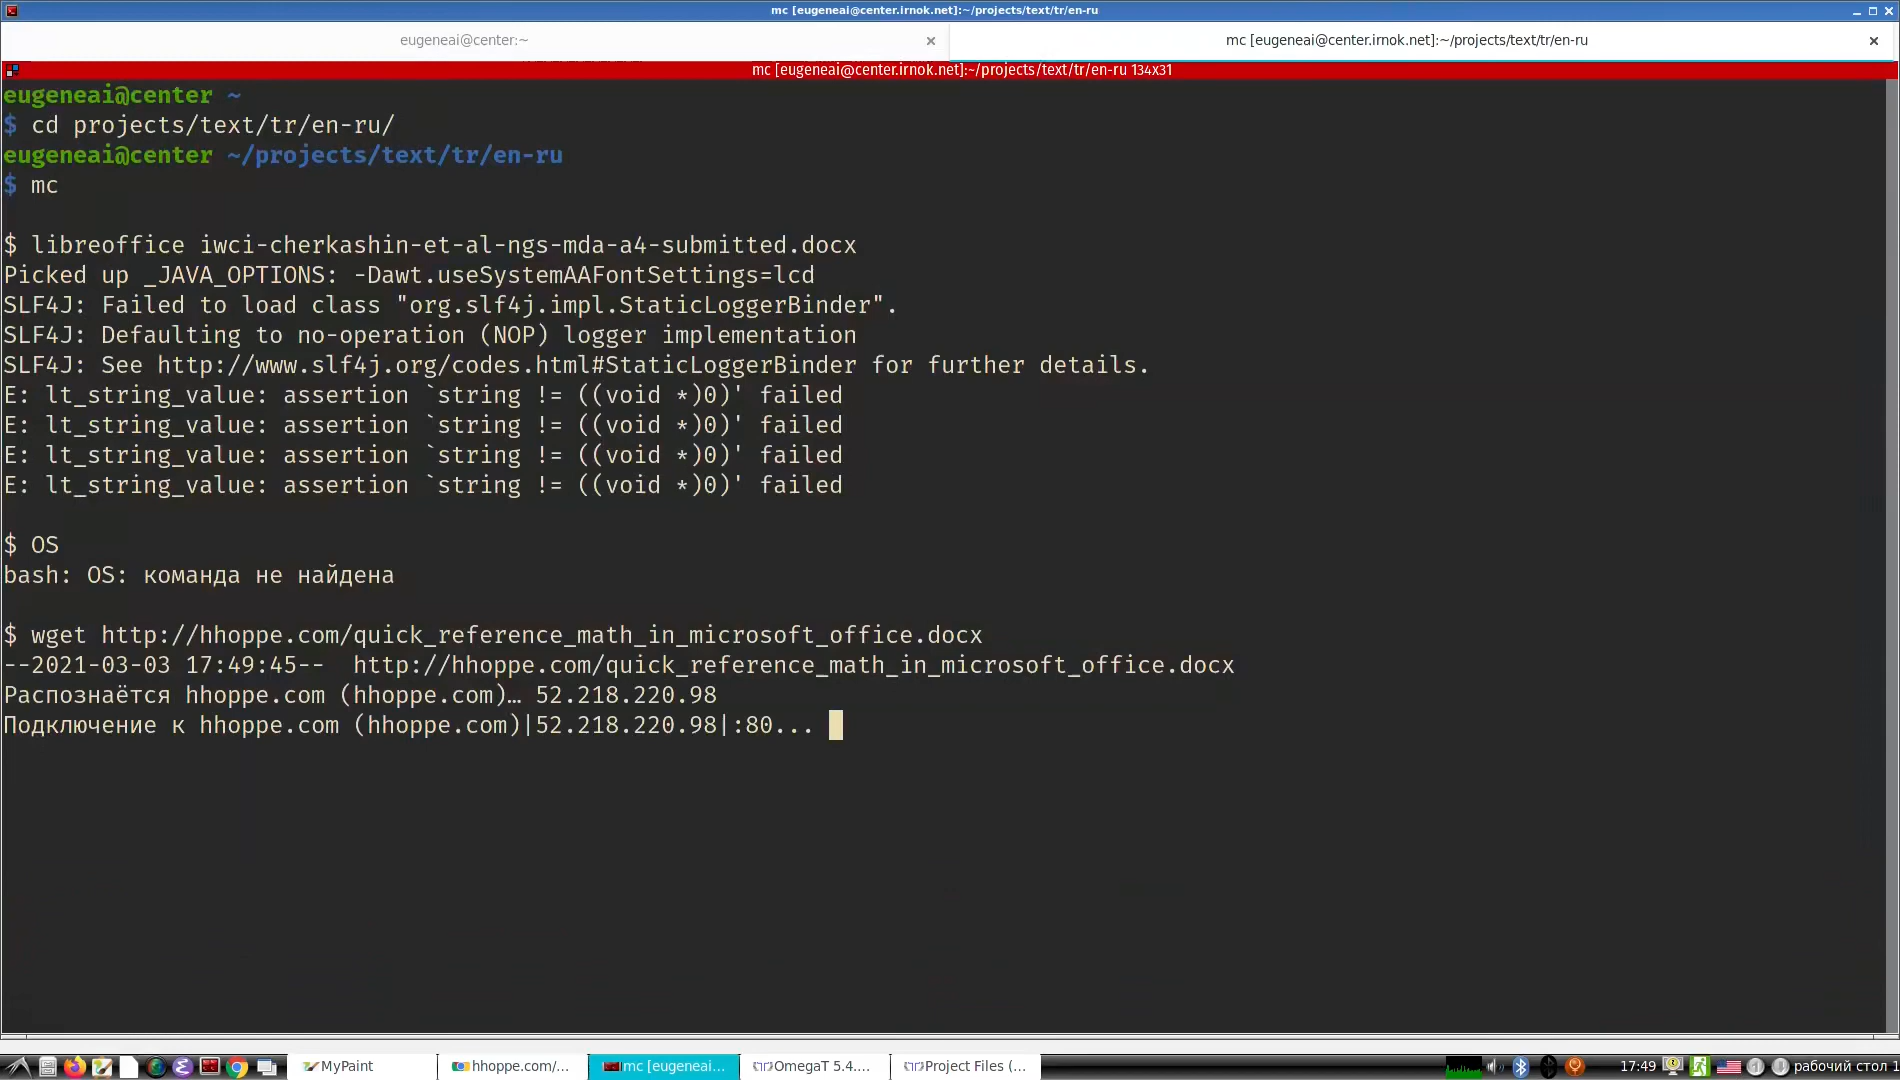 mc [eugeneai@center.irnok.net]:~/projects/text/tr/en-ru
eugeneai@center:~
mc [eugeneai@center.irnok.net]:~/projects/text/tr/en-ru
mc [eugeneai@center.irnok.net]:~/projects/text/tr/en-ru 134x31
eugeneai@center ~
$ cd projects/text/tr/en-ru/
eugeneai@center ~/projects/text/tr/en-ru
$ mc
$ libreoffice iwci-cherkashin-et-al-ngs-mda-a4-submitted.docx
Picked up _JAVA_OPTIONS: -Dawt.useSystemAAFontSettings=lcd
SLF4J: Failed to load class "org.slf4j.impl.StaticLoggerBinder".
SLF4J: Defaulting to no-operation (NOP) logger implementation
SLF4J: See http://www.slf4j.org/codes.html#StaticLoggerBinder for further details.
E: lt_string_value: assertion `string != ((void *)0)' failed
E: lt_string_value: assertion `string != ((void *)0)' failed
E: lt_string_value: assertion `string != ((void *)0)' failed
E: lt_string_value: assertion `string != ((void *)0)' failed
$ OS
bash: OS: команда не найдена
$ wget http://hhoppe.com/quick_reference_math_in_microsoft_office.docx
--2021-03-03 17:49:45--  http://hhoppe.com/quick_reference_math_in_microsoft_office.docx
Распознаётся hhoppe.com (hhoppe.com)… 52.218.220.98
Подключение к hhoppe.com (hhoppe.com)|52.218.220.98|:80...
MyPaint
hhoppe.com/...
mc [eugeneai...
OmegaT 5.4....
Project Files (...
17:49
рабочий стол 1